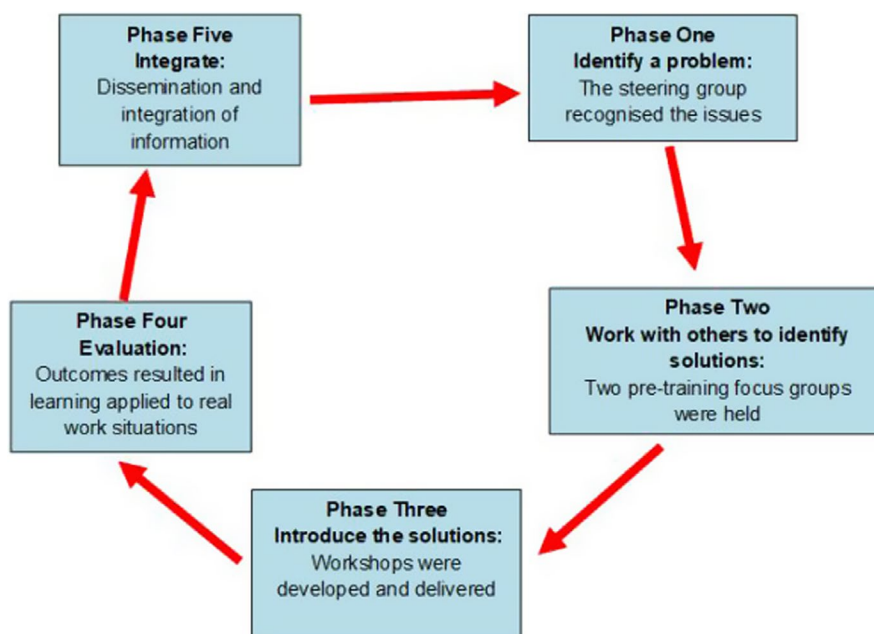 Phase Five
Integrate:
Dissemination and
integration of
information
Phase One
Identify a problem:
The steering group
recognised the issues
Phase Two
Work with others to identify
solutions:
Two pre-training focus groups
were held
Phase Three
Introduce the solutions:
Workshops were
developed and delivered
Phase Four
Evaluation:
Outcomes resulted in
learning applied to real
work situations